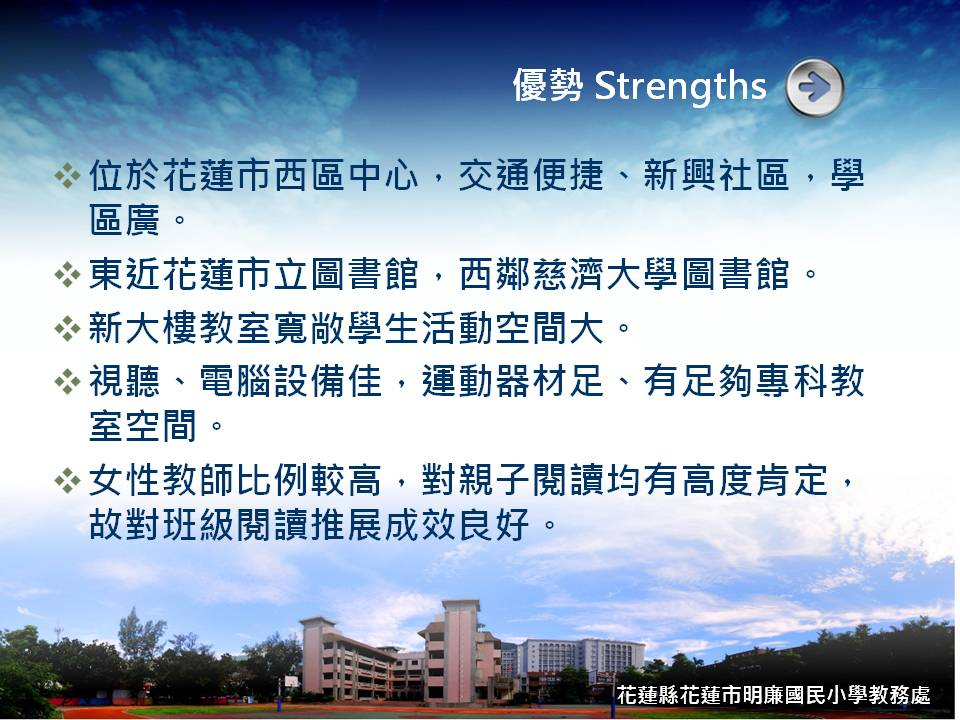 優勢 Strengths
位於花蓮市西區中心，交通便捷、新興社區，學
區廣。
東近花蓮市立圖書館，西鄰慈濟大學圖書館。
新大樓教室寬敞學生活動空間大。
視聽、電腦設備佳，運動器材足、有足夠專科教
室空間。
女性教師比例較高，對親子閱讀均有高度肯定，
故對班級閱讀推展成效良好。
花蓮縣花蓮市明廉國民小學教務處